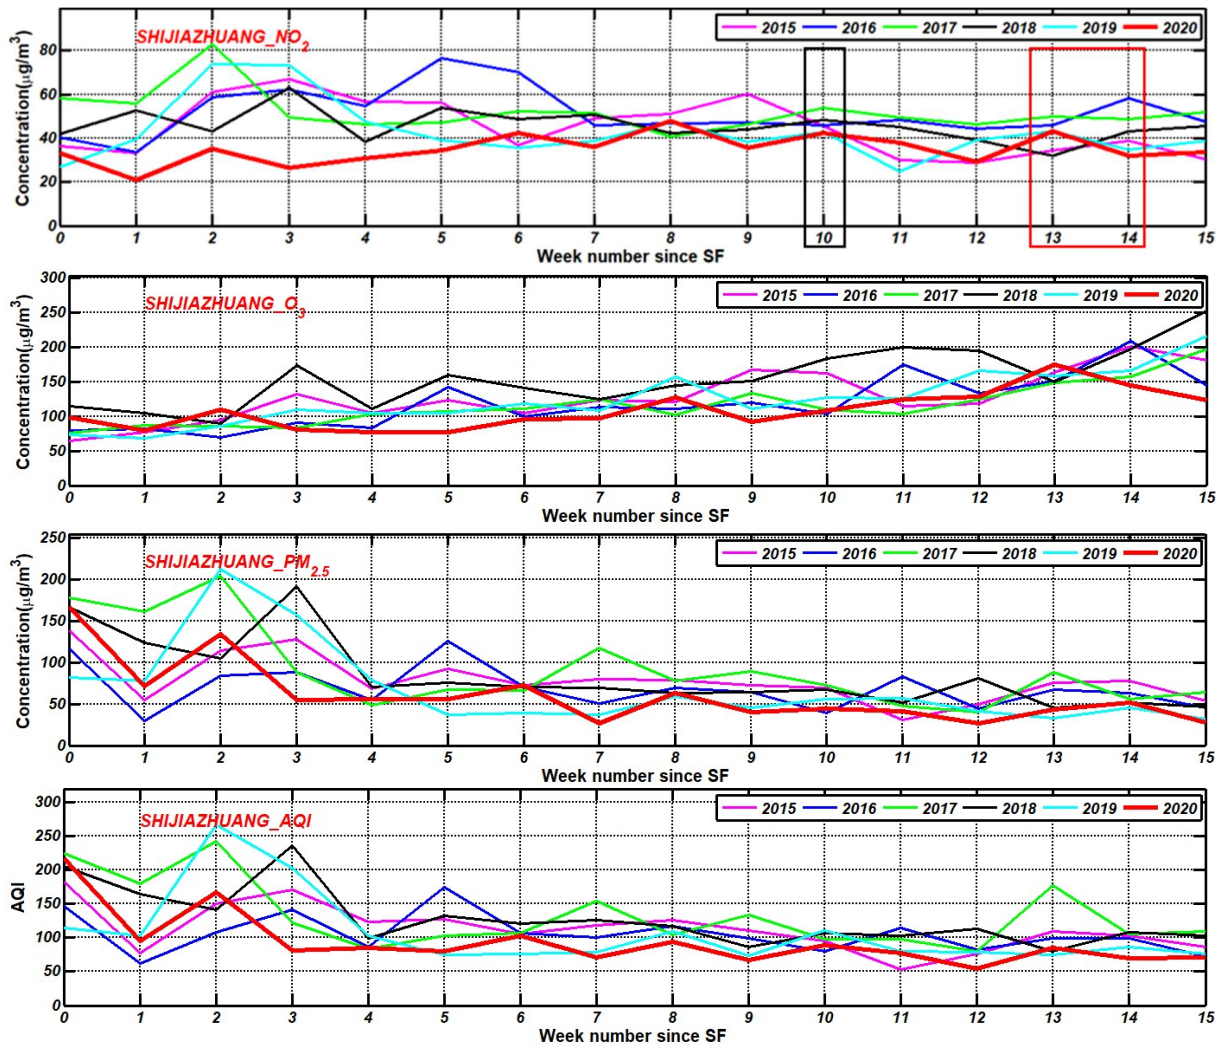 2015 2016 2017 2018 2019 2020
SHIJIAZHUANG_NO2
Concentration(μg/m3)
80
60
40
20
0
0 1 2 3 4 5 6 7 8 9 10 11 12 13 14 15
Week number since SF
2015 2016 2017 2018 2019 2020
SHIJIAZHUANG_O3
Concentration(μg/m3)
300
250
200
150
100
50
0
0 1 2 3 4 5 6 7 8 9 10 11 12 13 14 15
Week number since SF
2015 2016 2017 2018 2019 2020
SHIJIAZHUANG_PM2.5
Concentration(μg/m3)
250
200
150
100
50
0
0 1 2 3 4 5 6 7 8 9 10 11 12 13 14 15
Week number since SF
2015 2016 2017 2018 2019 2020
SHIJIAZHUANG_AQI
AQI
300
250
200
150
100
50
0
0 1 2 3 4 5 6 7 8 9 10 11 12 13 14 15
Week number since SF